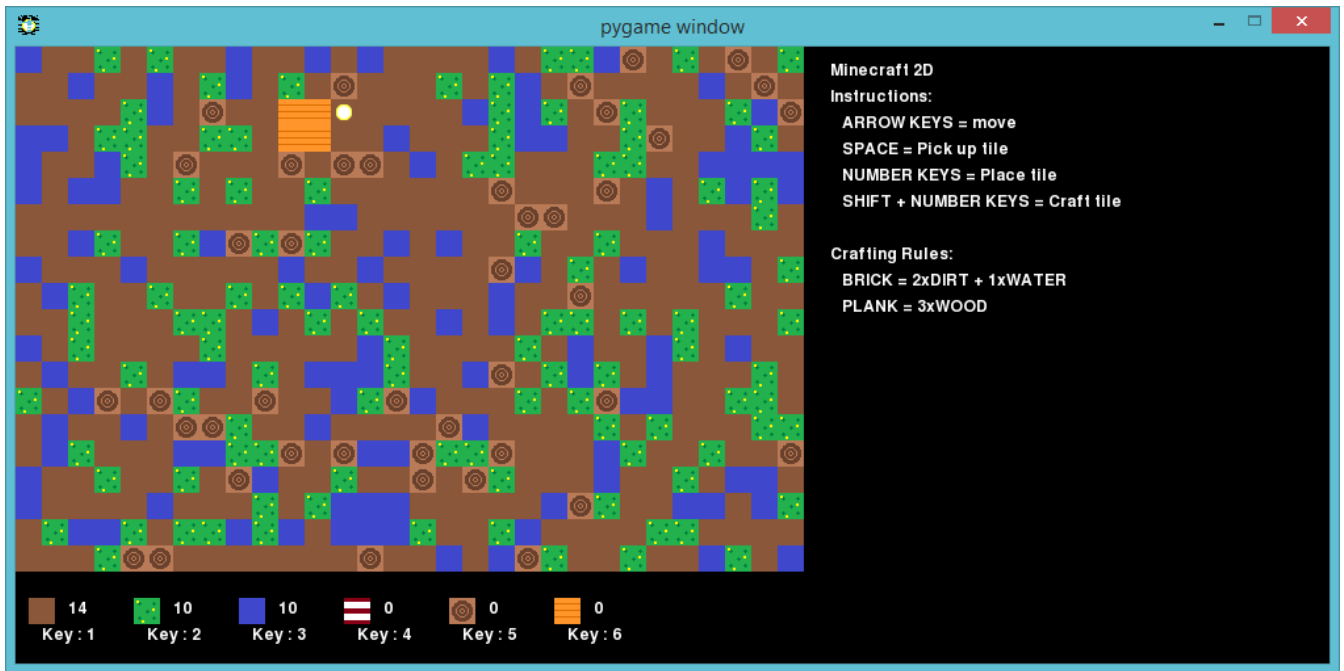 pygame window
Minecraft 2D
Instructions:
ARROW KEYS = move
SPACE = Pick up tile
NUMBER KEYS = Place tile
SHIFT + NUMBER KEYS = Craft tile
Crafting Rules:
BRICK = 2xDIRT + 1xWATER
PLANK = 3xWOOD
14 10 10 0 0 0
Key : 1 Key : 2 Key : 3 Key : 4 Key : 5 Key : 6